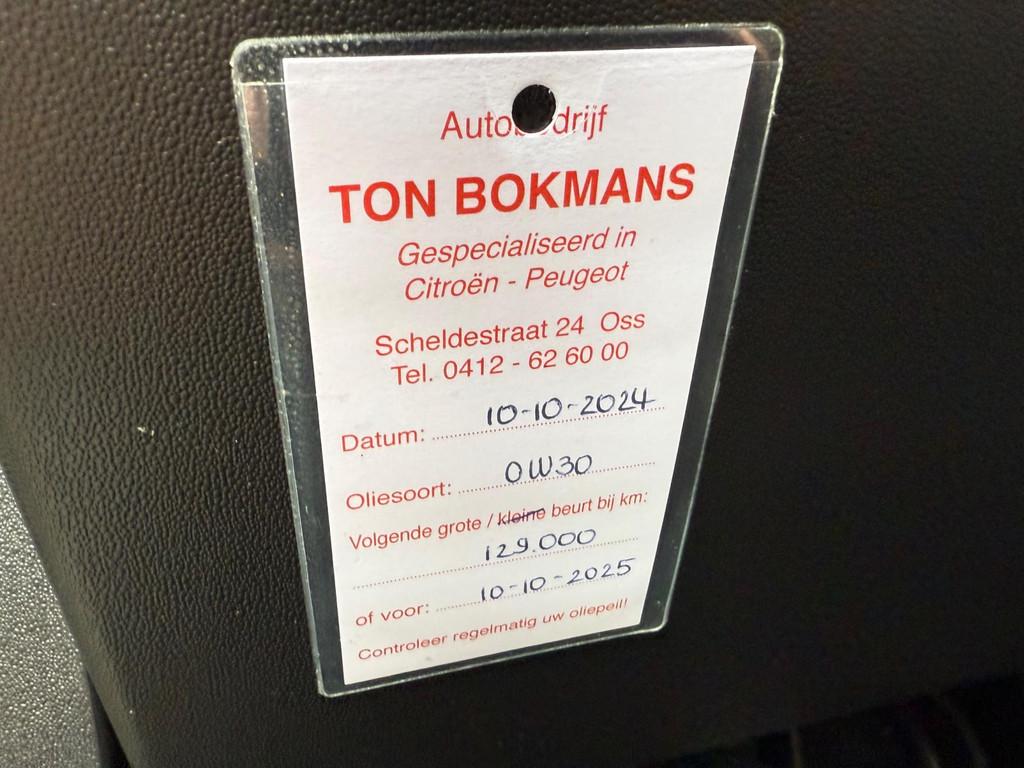 Autobedrijf
TON BOKMANS
Gespecialiseerd in
Citroën - Peugeot
Scheldestraat 24 Oss
Tel. 0412 - 62 60 00
Datum: 10-10-2024
Oliesoort: 0W30
Volgende grote / kleine beurt bij km:
129.000
of voor: 10-10-2025
Controleer regelmatig uw oliepeil!